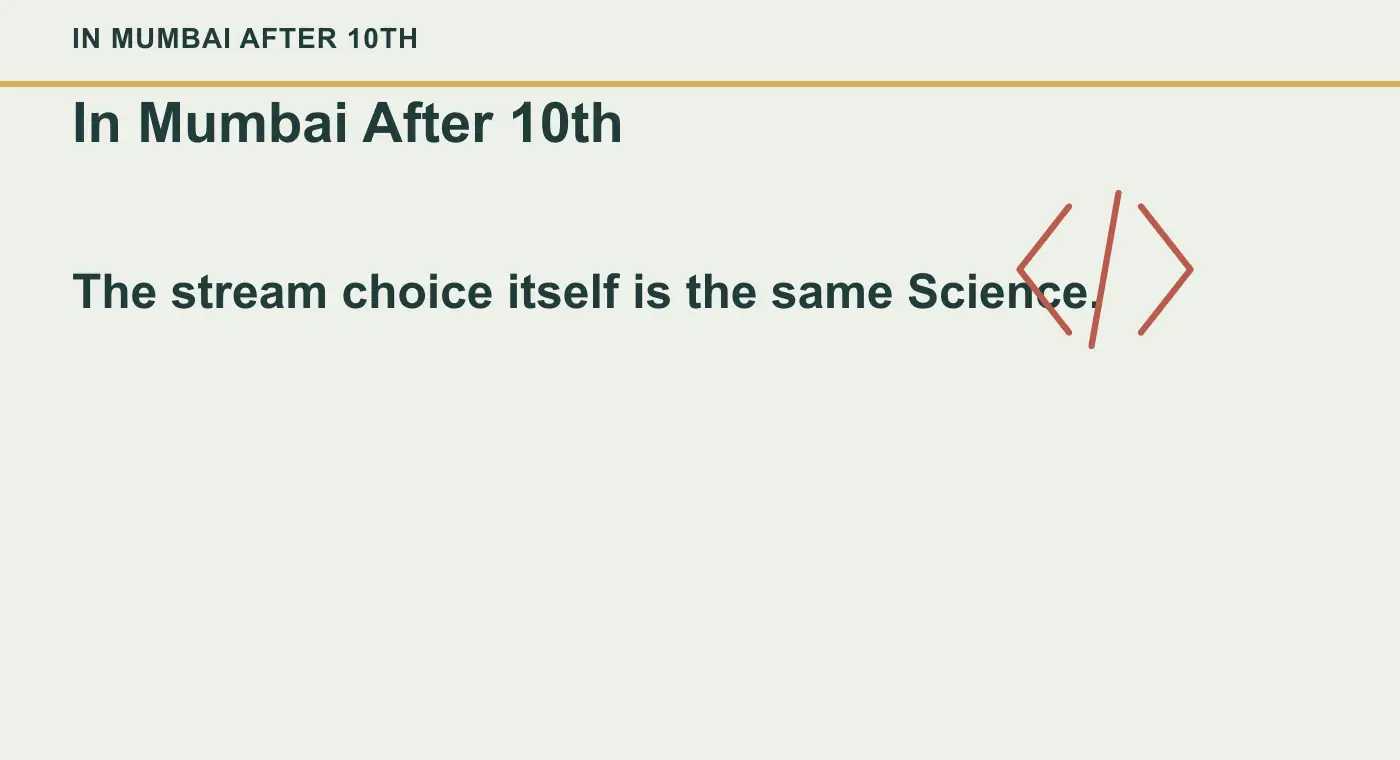 IN MUMBAI AFTER 10TH
In Mumbai After 10th
The stream choice itself is the same Science,